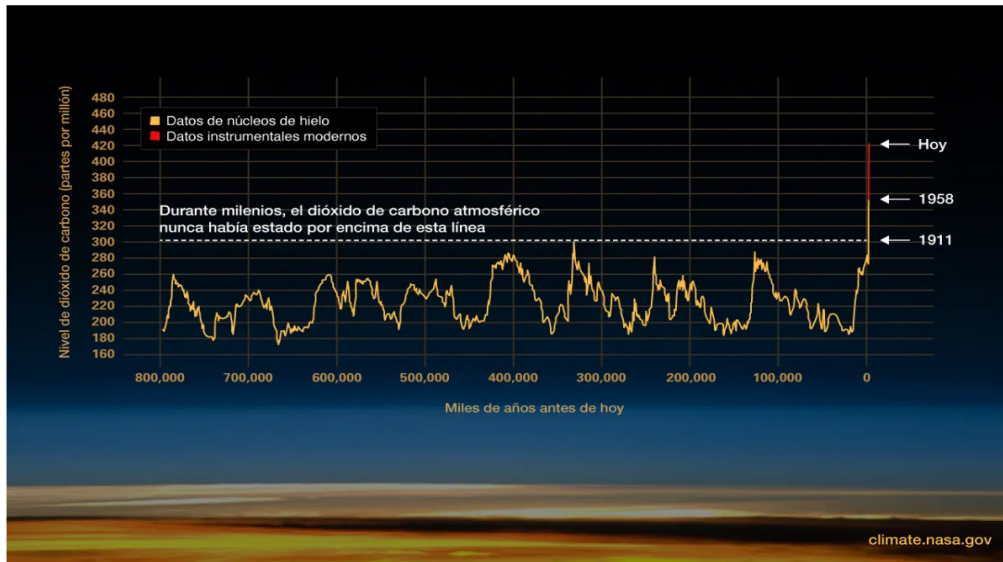 Nivel de dióxido de carbono (partes por millón)
480
460
440
420
400
380
360
340
320
300
280
260
240
220
200
180
160
Datos de núcleos de hielo
Datos instrumentales modernos
Durante milenios, el dióxido de carbono atmosférico
nunca había estado por encima de esta línea
Hoy
1958
1911
800,000 700,000 600,000 500,000 400,000 300,000 200,000 100,000 0
Miles de años antes de hoy
climate.nasa.gov